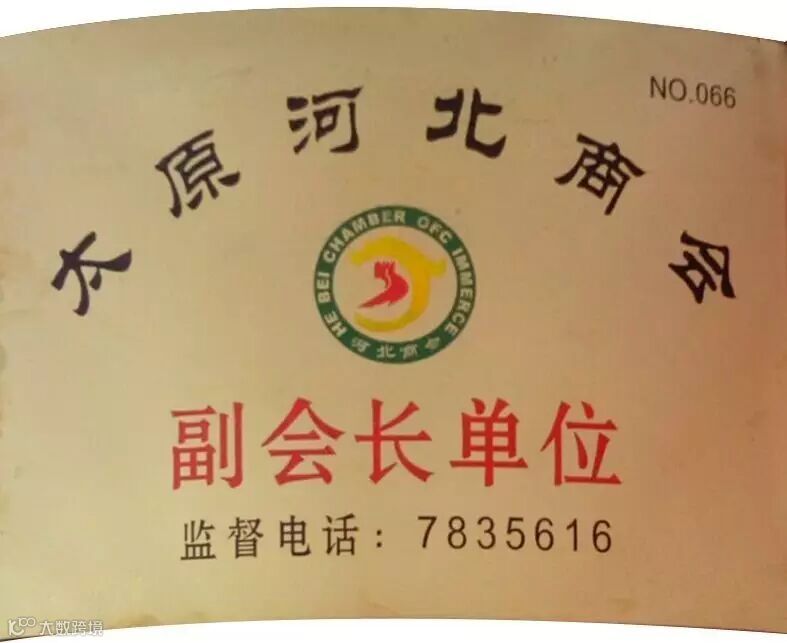 NO.066
太原河北商会
HE BEI CHAMBER OFC IMMERCE
河北商会
副会长单位
监督电话：7835616
大数跨境